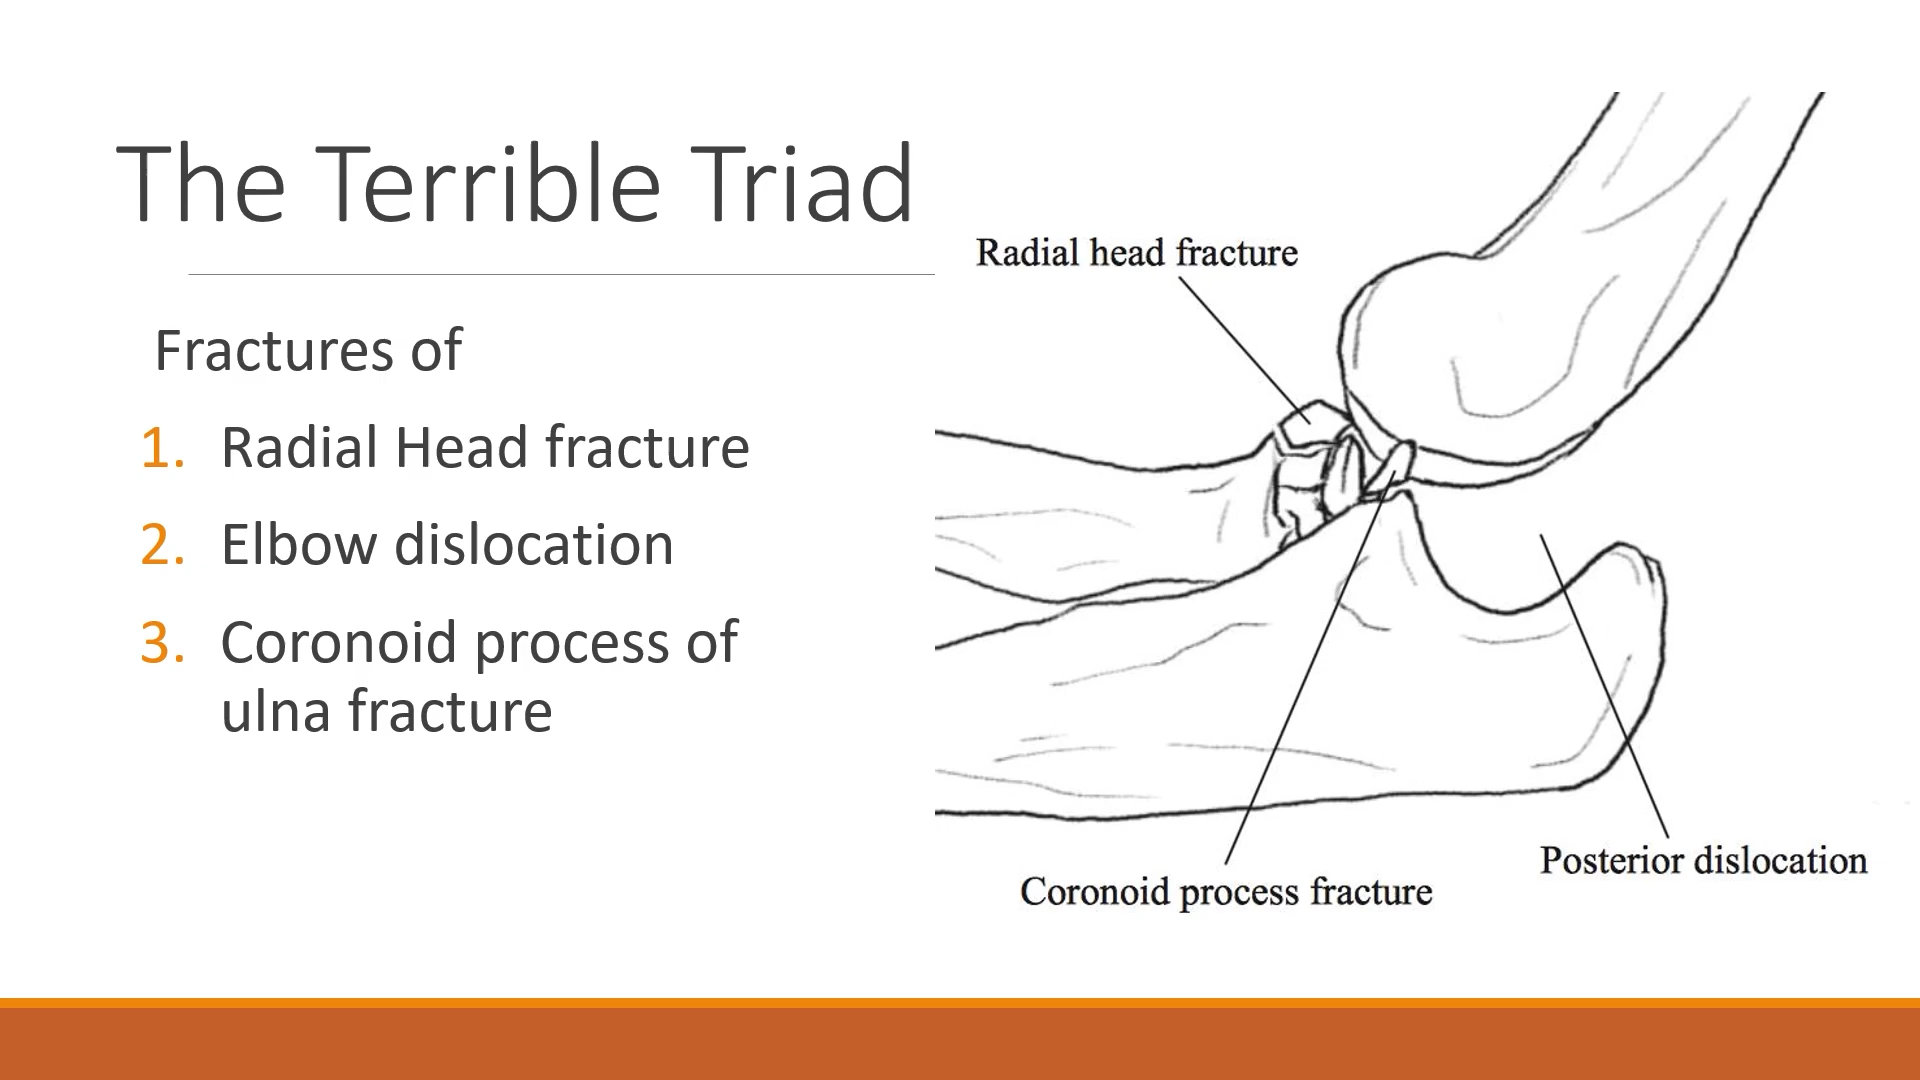 The Terrible Triad
Fractures of
1. Radial Head fracture
2. Elbow dislocation
3. Coronoid process of
ulna fracture
Radial head fracture
Coronoid process fracture
Posterior dislocation